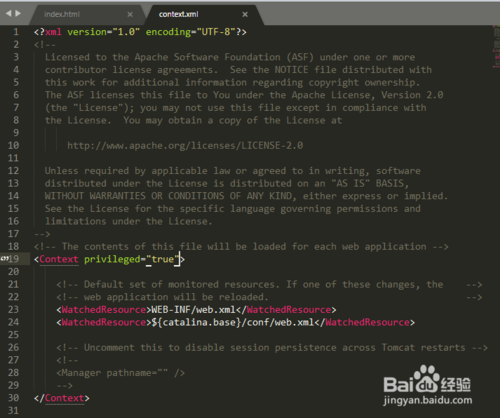 index.html
context.xml
1 <?xml version="1.0" encoding="UTF-8"?>
2 <!--
3 Licensed to the Apache Software Foundation (ASF) under one or more
4 contributor license agreements. See the NOTICE file distributed with
5 this work for additional information regarding copyright ownership.
6 The ASF licenses this file to You under the Apache License, Version 2.0
7 (the "License"); you may not use this file except in compliance with
8 the License. You may obtain a copy of the License at
9
10 http://www.apache.org/licenses/LICENSE-2.0
11
12 Unless required by applicable law or agreed to in writing, software
13 distributed under the License is distributed on an "AS IS" BASIS,
14 WITHOUT WARRANTIES OR CONDITIONS OF ANY KIND, either express or implied.
15 See the License for the specific language governing permissions and
16 limitations under the License.
17 -->
18 <!-- The contents of this file will be loaded for each web application -->
19 <Context privileged="true">
20
21 <!-- Default set of monitored resources. If one of these changes, the -->
22 <!-- web application will be reloaded. -->
23 <WatchedResource>WEB-INF/web.xml</WatchedResource>
24 <WatchedResource>${catalina.base}/conf/web.xml</WatchedResource>
25
26 <!-- Uncomment this to disable session persistence across Tomcat restarts -->
27 <!--
28 <Manager pathname="" />
29 -->
30 </Context>
31
Baidu 经验
jingyan.baidu.com